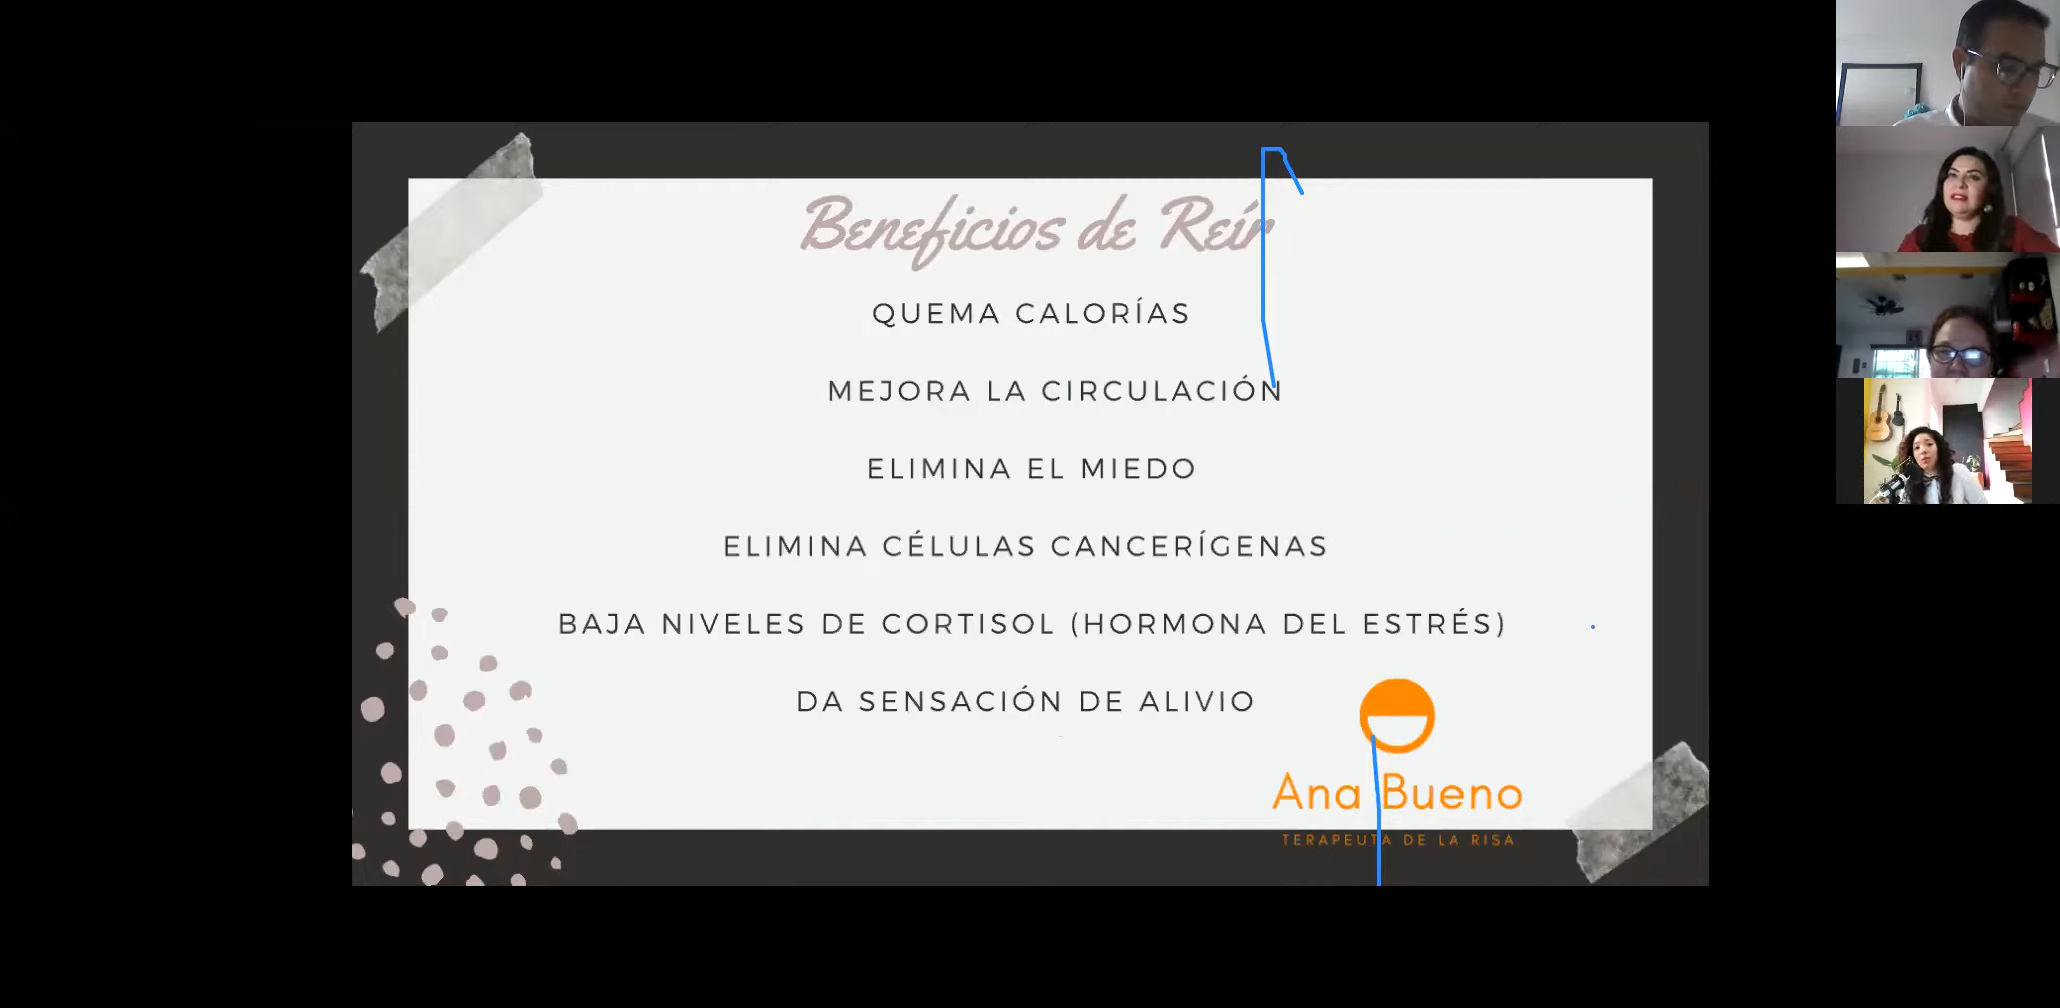 Beneficios de Reír
QUEMA CALORÍAS
MEJORA LA CIRCULACIÓN
ELIMINA EL MIEDO
ELIMINA CÉLULAS CANCERÍGENAS
BAJA NIVELES DE CORTISOL (HORMONA DEL ESTRÉS)
DA SENSACIÓN DE ALIVIO
Ana Bueno
TERAPEUTA DE LA RISA